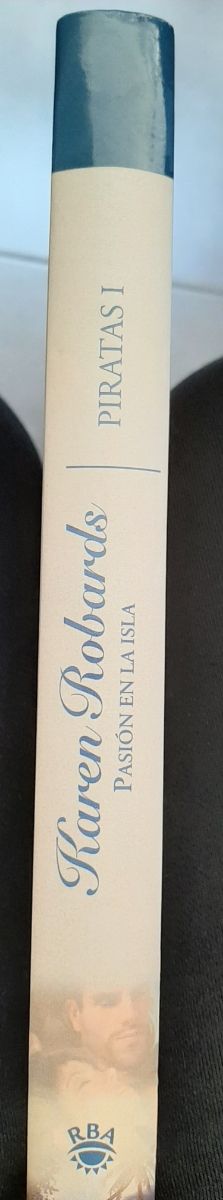 PIRATAS I
Karen Robards
PASIÓN EN LA ISLA
RBA